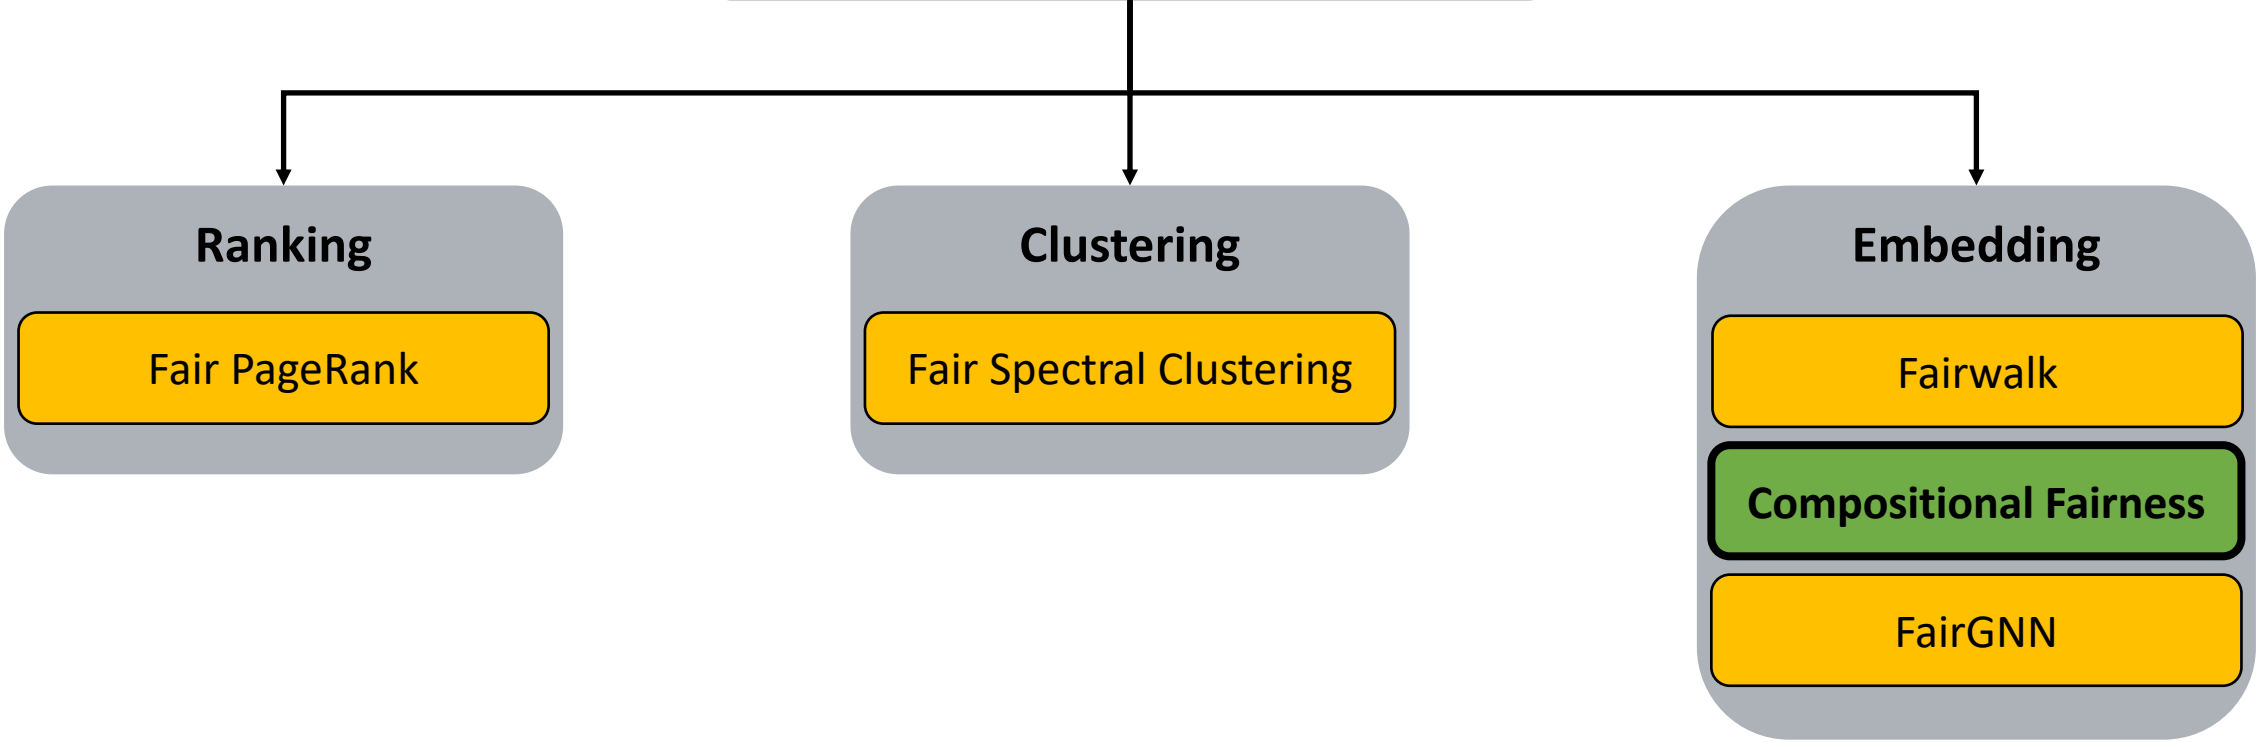 Ranking
Fair PageRank
Clustering
Fair Spectral Clustering
Embedding
Fairwalk
Compositional Fairness
FairGNN